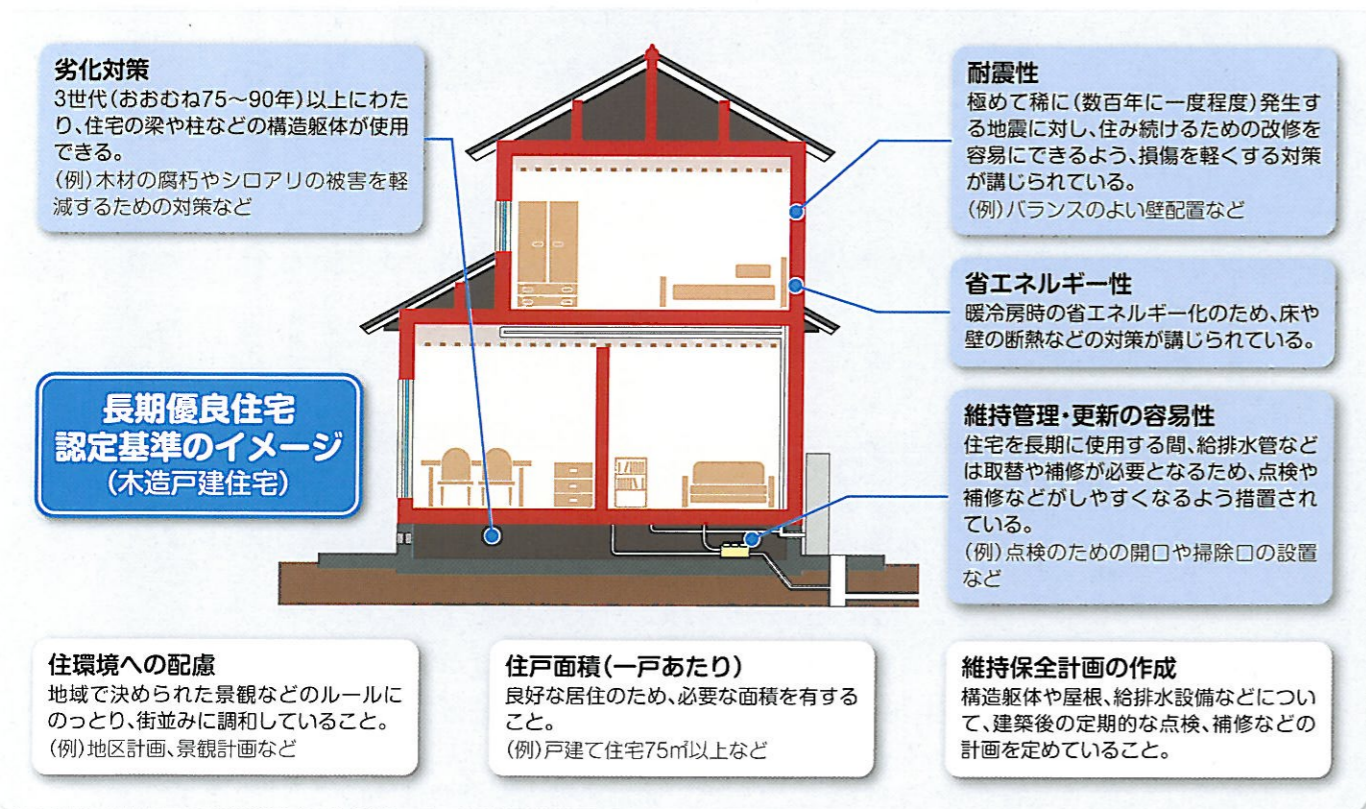 劣化対策
3世代(おおむね75～90年)以上にわた
り、住宅の梁や柱などの構造躯体が使用
できる。
(例)木材の腐朽やシロアリの被害を軽
減するための対策など
耐震性
極めて稀に(数百年に一度程度)発生す
る地震に対し、住み続けるための改修を
容易にできるよう、損傷を軽くする対策
が講じられている。
(例)バランスのよい壁配置など
省エネルギー性
暖冷房時の省エネルギー化のため、床や
壁の断熱などの対策が講じられている。
長期優良住宅
認定基準のイメージ
(木造戸建住宅)
維持管理・更新の容易性
住宅を長期に使用する間、給排水管など
は取替や補修が必要となるため、点検や
補修などがしやすくなるよう措置され
ている。
(例)点検のための開口や掃除口の設置
など
住環境への配慮
地域で決められた景観などのルールに
のっとり、街並みに調和していること。
(例)地区計画、景観計画など
住戸面積(一戸あたり)
良好な居住のため、必要な面積を有する
こと。
(例)戸建て住宅75㎡以上など
維持保全計画の作成
構造躯体や屋根、給排水設備などについ
て、建築後の定期的な点検、補修などの
計画を定めていること。